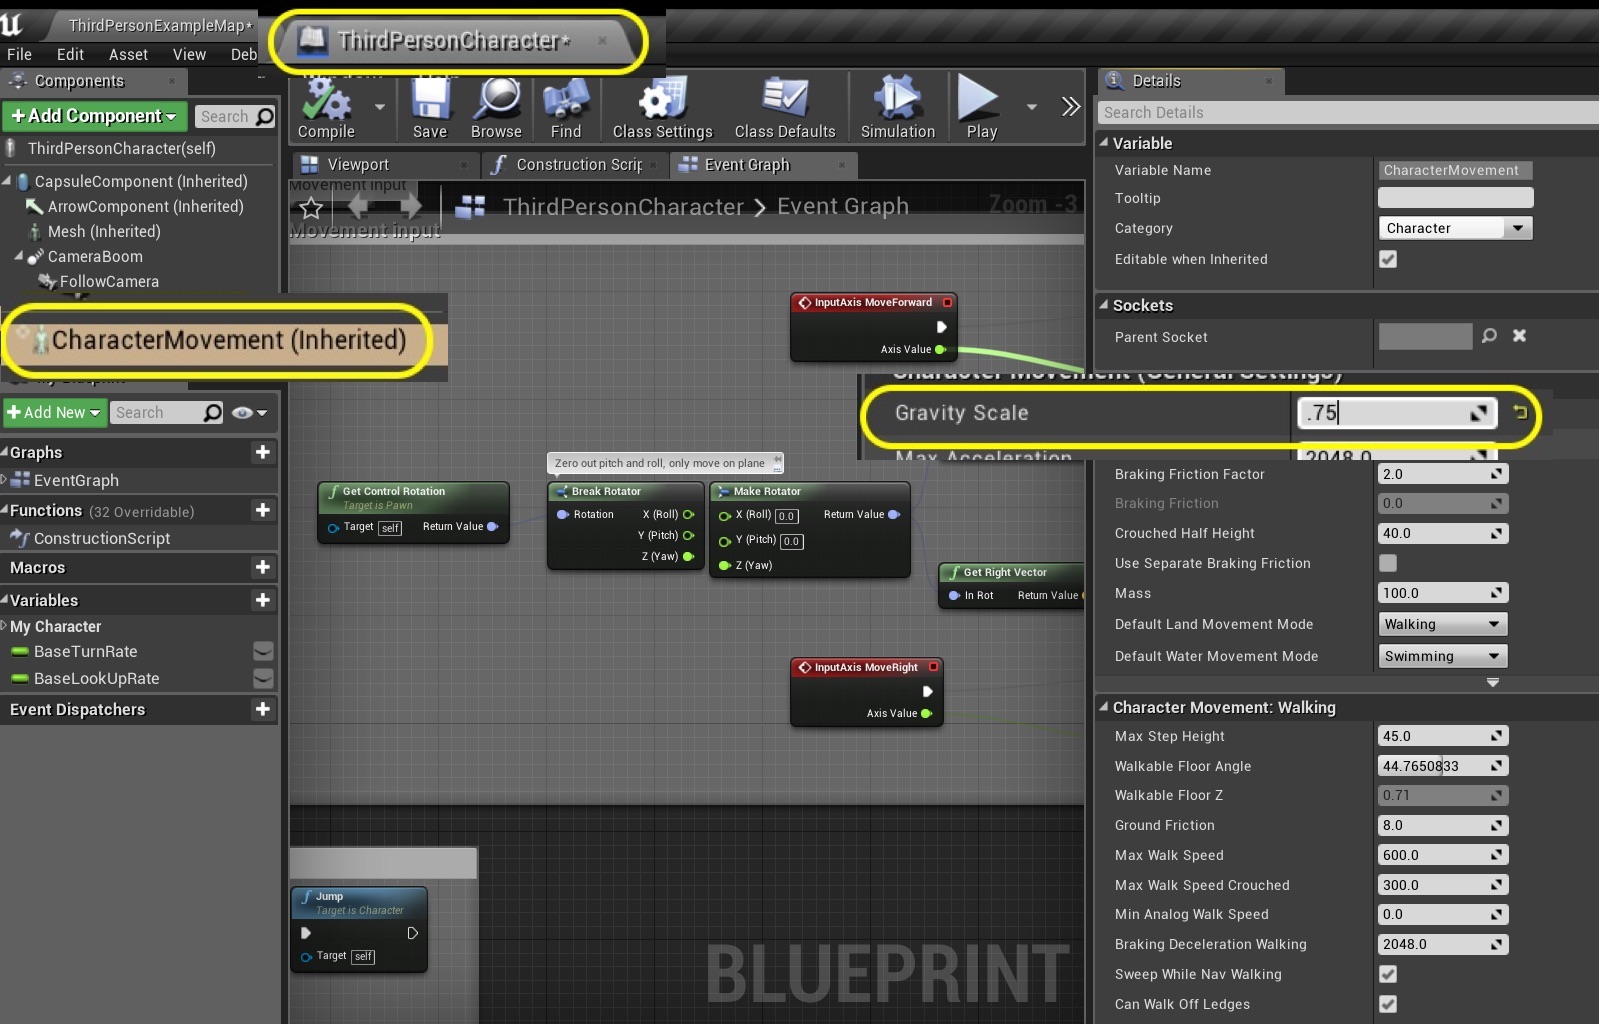 ThirdPersonExampleMap*
ThirdPersonCharacter*
File Edit Asset View Deb
Components
+Add Component
Search
ThirdPersonCharacter(self)
CapsuleComponent (Inherited)
ArrowComponent (Inherited)
Mesh (Inherited)
CameraBoom
FollowCamera
CharacterMovement (Inherited)
My Blueprint
+Add New
Search
Graphs
EventGraph
Functions (32 Overridable)
ConstructionScript
Macros
Variables
My Character
BaseTurnRate
BaseLookUpRate
Event Dispatchers
Compile
Save
Browse
Find
Class Settings
Class Defaults
Simulation
Play
Viewport
Construction Scrip
Event Graph
Movement input
ThirdPersonCharacter > Event Graph
Zoom -3
Movement input
InputAxis MoveForward
Axis Value
Zero out pitch and roll, only move on plane
Get Control Rotation
Target is Pawn
Target self Return Value
Break Rotator
Rotation X (Roll)
Y (Pitch)
Z (Yaw)
Make Rotator
X (Roll) 0.0 Return Value
Y (Pitch) 0.0
Z (Yaw)
Get Right Vector
In Rot Return Value
InputAxis MoveRight
Axis Value
Jump
Target is Character
Target self
BLUEPRINT
Details
Search Details
Variable
Variable Name CharacterMovement
Tooltip
Category Character
Editable when Inherited
Sockets
Parent Socket
Character Movement (General Settings)
Gravity Scale .75
Max Acceleration 2048.0
Braking Friction Factor 2.0
Braking Friction 0.0
Crouched Half Height 40.0
Use Separate Braking Friction
Mass 100.0
Default Land Movement Mode Walking
Default Water Movement Mode Swimming
Character Movement: Walking
Max Step Height 45.0
Walkable Floor Angle 44.7650833
Walkable Floor Z 0.71
Ground Friction 8.0
Max Walk Speed 600.0
Max Walk Speed Crouched 300.0
Min Analog Walk Speed 0.0
Braking Deceleration Walking 2048.0
Sweep While Nav Walking
Can Walk Off Ledges